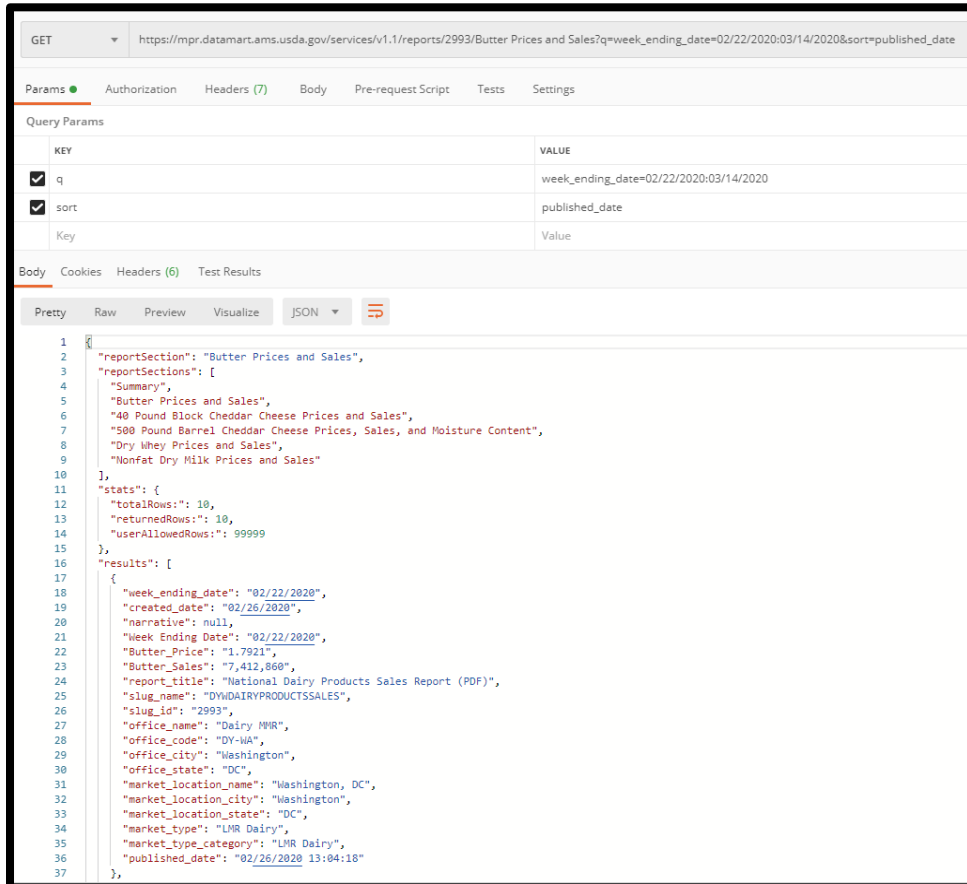 GET https://mpr.datamart.ams.usda.gov/services/v1.1/reports/2993/Butter Prices and Sales?q=week_ending_date=02/22/2020:03/14/2020&sort=published_date
Params Authorization Headers (7) Body Pre-request Script Tests Settings
Query Params
KEY VALUE
q week_ending_date=02/22/2020:03/14/2020
sort published_date
Key Value
Body Cookies Headers (6) Test Results
Pretty Raw Preview Visualize JSON
1 {
2 "reportSection": "Butter Prices and Sales",
3 "reportSections": [
4 "Summary",
5 "Butter Prices and Sales",
6 "40 Pound Block Cheddar Cheese Prices and Sales",
7 "500 Pound Barrel Cheddar Cheese Prices, Sales, and Moisture Content",
8 "Dry Whey Prices and Sales",
9 "Nonfat Dry Milk Prices and Sales"
10 ],
11 "stats": {
12 "totalRows:": 10,
13 "returnedRows:": 10,
14 "userAllowedRows:": 99999
15 },
16 "results": [
17 {
18 "week_ending_date": "02/22/2020",
19 "created_date": "02/26/2020",
20 "narrative": null,
21 "Week Ending Date": "02/22/2020",
22 "Butter_Price": "1.7921",
23 "Butter_Sales": "7,412,860",
24 "report_title": "National Dairy Products Sales Report (PDF)",
25 "slug_name": "DYWDAIRYPRODUCTSSALES",
26 "slug_id": "2993",
27 "office_name": "Dairy MMR",
28 "office_code": "DY-WA",
29 "office_city": "Washington",
30 "office_state": "DC",
31 "market_location_name": "Washington, DC",
32 "market_location_city": "Washington",
33 "market_location_state": "DC",
34 "market_type": "LMR Dairy",
35 "market_type_category": "LMR Dairy",
36 "published_date": "02/26/2020 13:04:18"
37 },